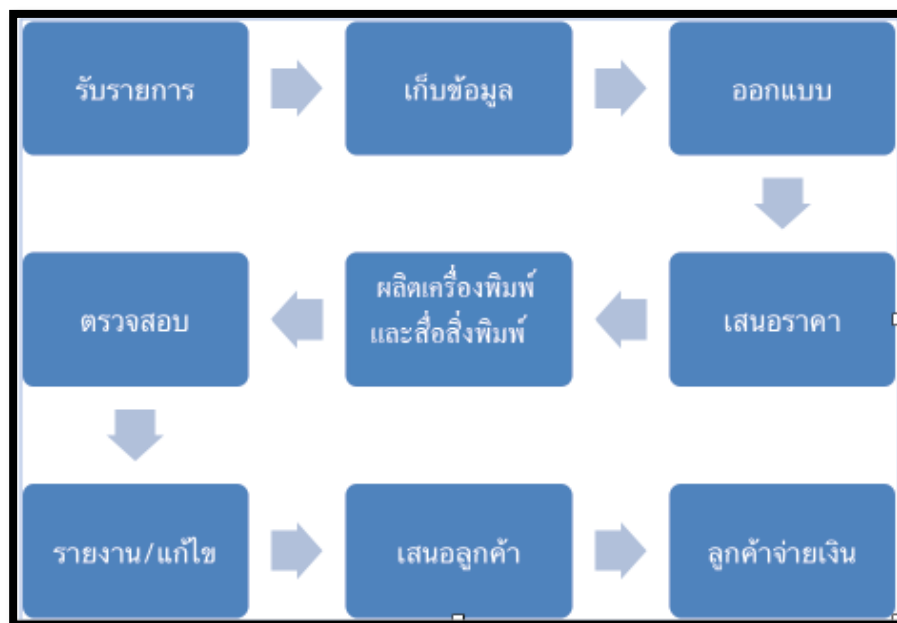 รับรายการ
เก็บข้อมูล
ออกแบบ
เสนอราคา
ผลิตเครื่องพิมพ์
และสื่อสิ่งพิมพ์
ตรวจสอบ
รายงาน/แก้ไข
เสนอลูกค้า
ลูกค้าจ่ายเงิน